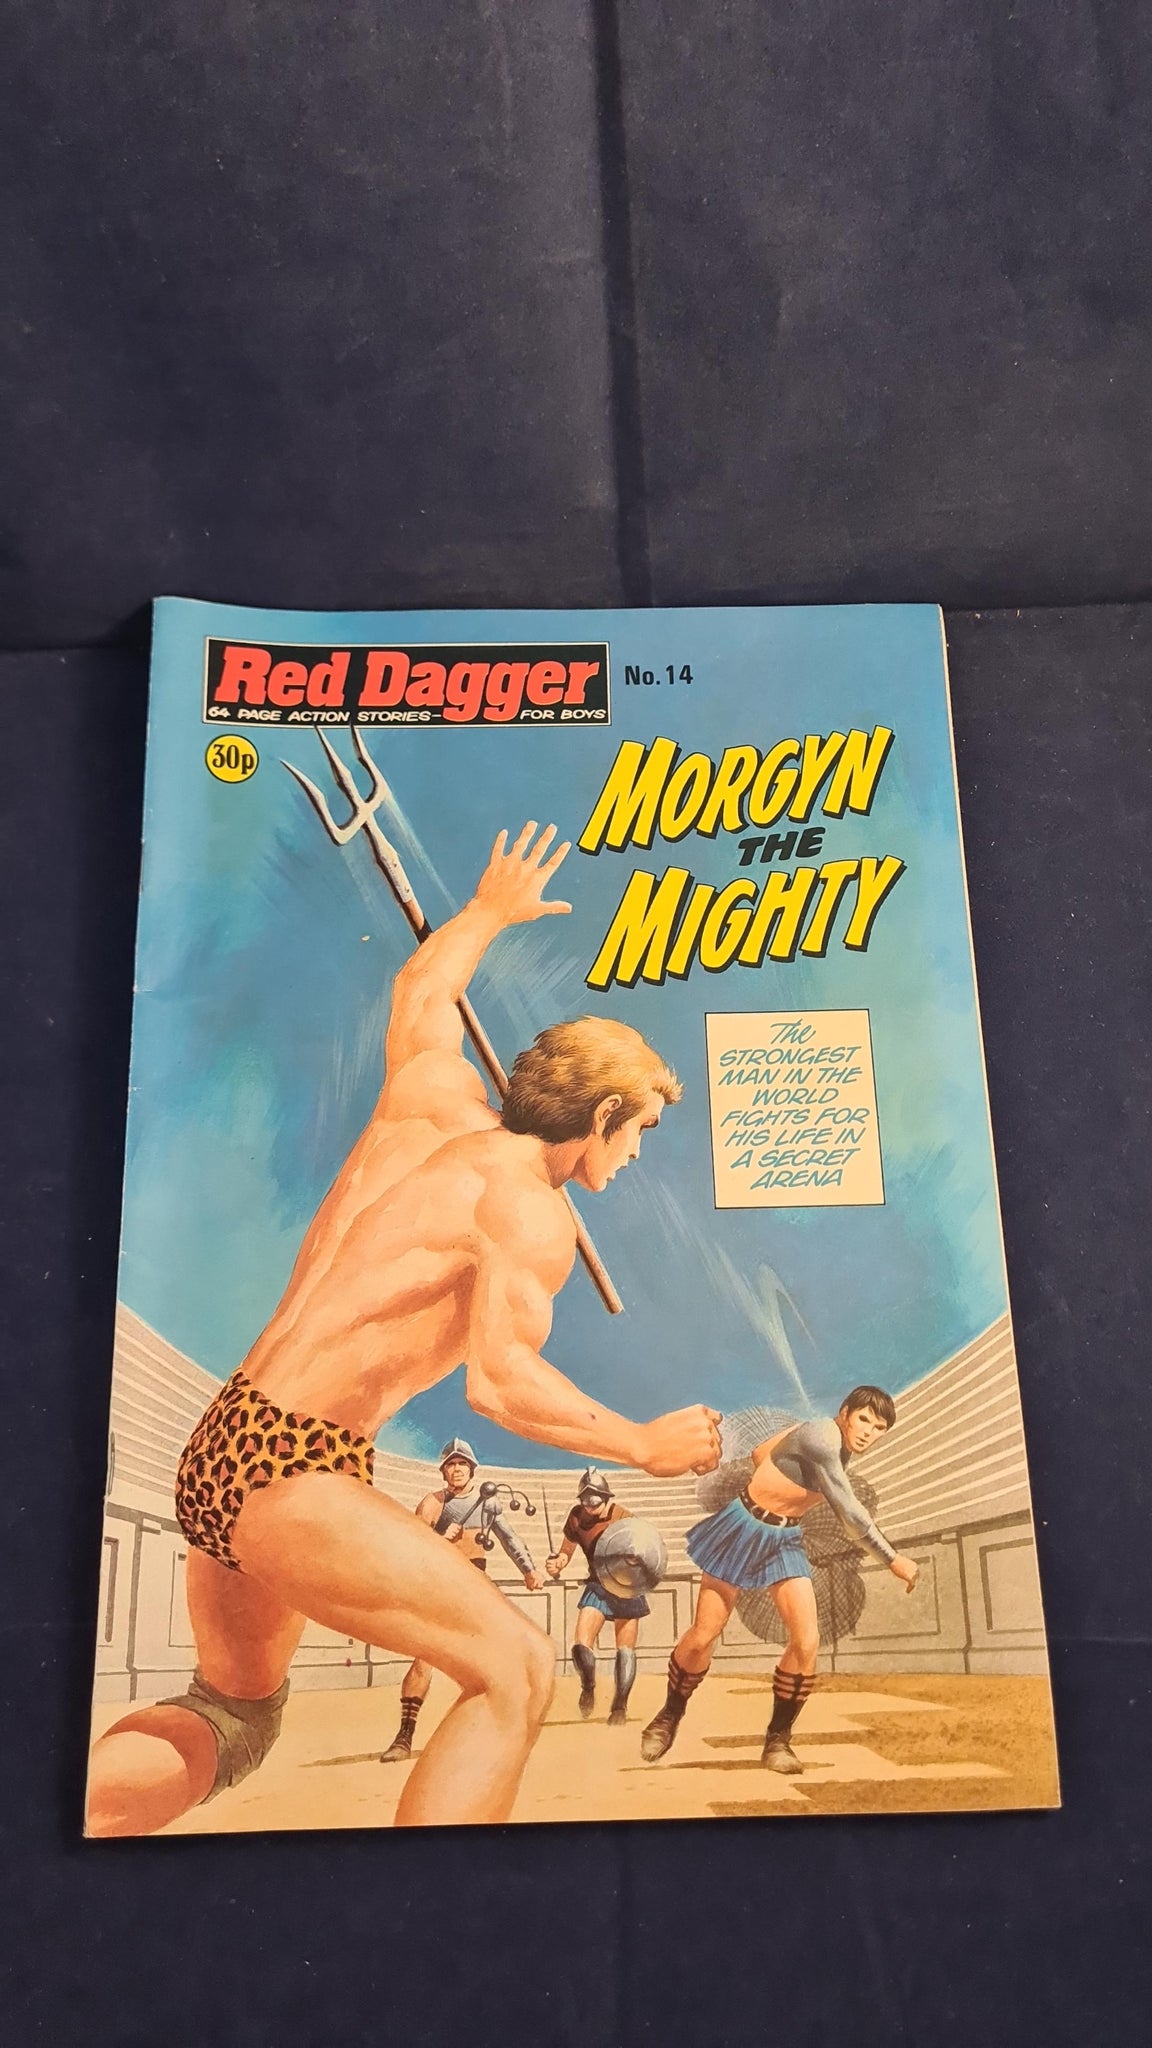 Red Dagger
64 PAGE ACTION STORIES- FOR BOYS
No. 14
30p
MORGYN
THE
MIGHTY
The
STRONGEST
MAN IN THE
WORLD
FIGHTS FOR
HIS LIFE IN
A SECRET
ARENA